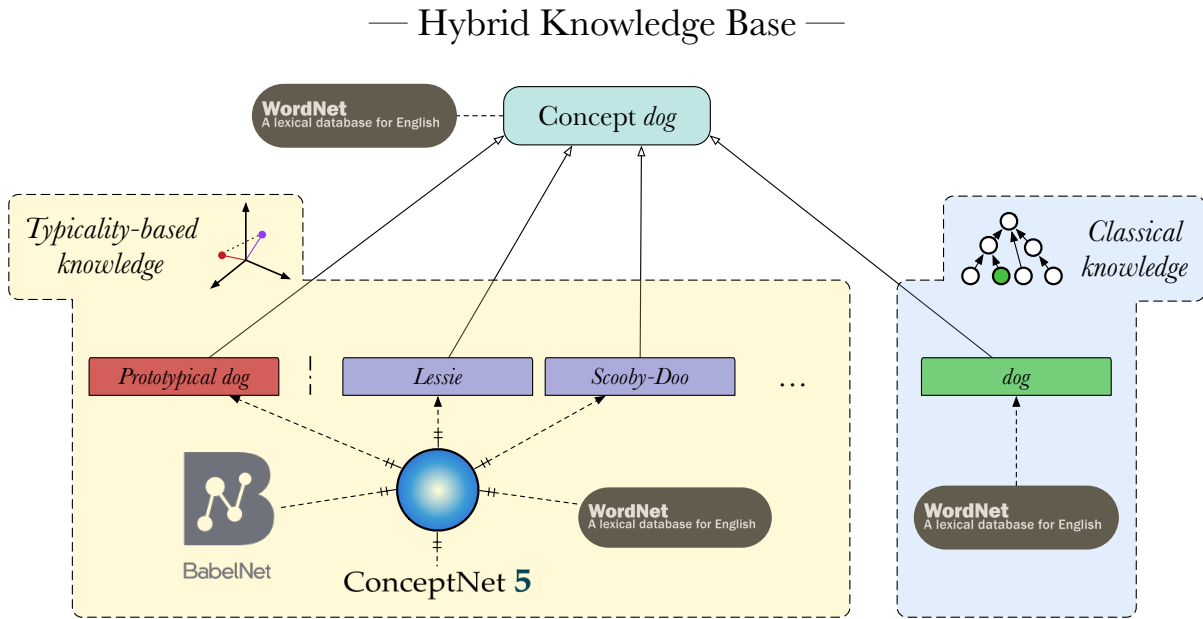 — Hybrid Knowledge Base —
WordNet
A lexical database for English
Concept dog
Typicality-based
knowledge
Classical
knowledge
Prototypical dog
Lessie
Scooby-Doo
...
dog
B
BabelNet
WordNet
A lexical database for English
WordNet
A lexical database for English
ConceptNet 5